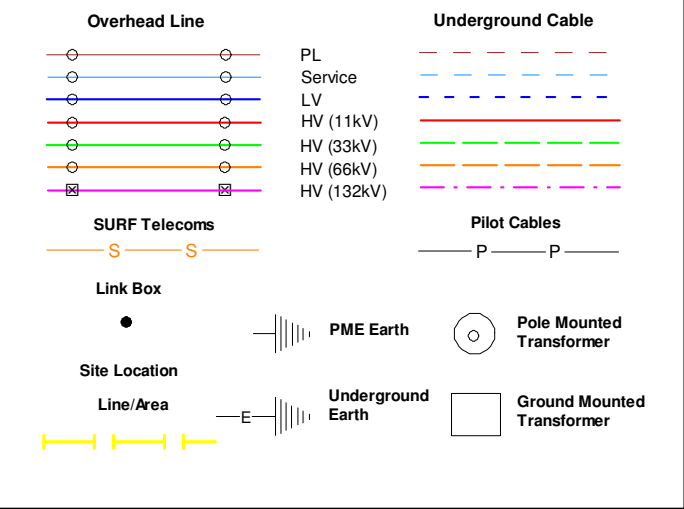 Overhead Line
Underground Cable
PL
Service
LV
HV (11kV)
HV (33kV)
HV (66kV)
HV (132kV)
SURF Telecoms
Pilot Cables
S S
P P
Link Box
PME Earth
Pole Mounted
Transformer
Site Location
Line/Area
E
Underground
Earth
Ground Mounted
Transformer